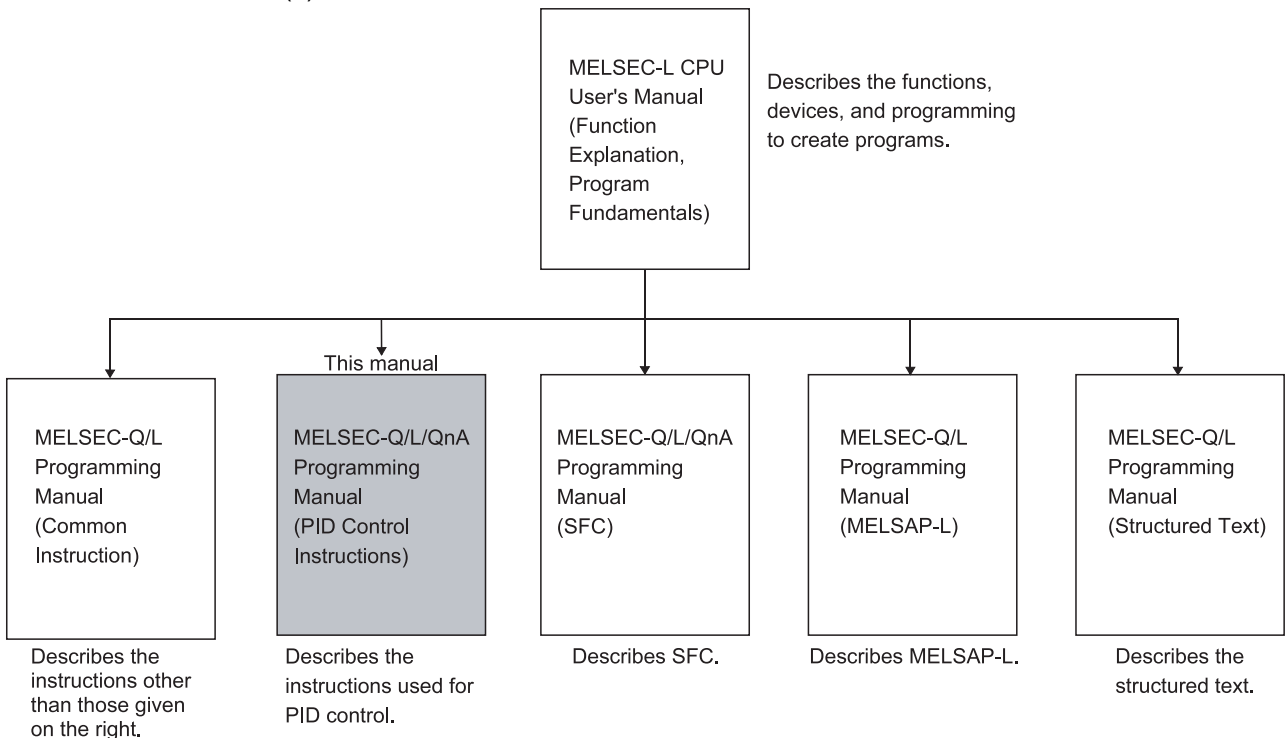 MELSEC-L CPU
User's Manual
(Function
Explanation,
Program
Fundamentals)
Describes the functions,
devices, and programming
to create programs.
This manual
MELSEC-Q/L
Programming
Manual
(Common
Instruction)
Describes the
instructions other
than those given
on the right.
MELSEC-Q/L/QnA
Programming
Manual
(PID Control
Instructions)
Describes the
instructions used for
PID control.
MELSEC-Q/L/QnA
Programming
Manual
(SFC)
Describes SFC.
MELSEC-Q/L
Programming
Manual
(MELSAP-L)
Describes MELSAP-L.
MELSEC-Q/L
Programming
Manual
(Structured Text)
Describes the
structured text.